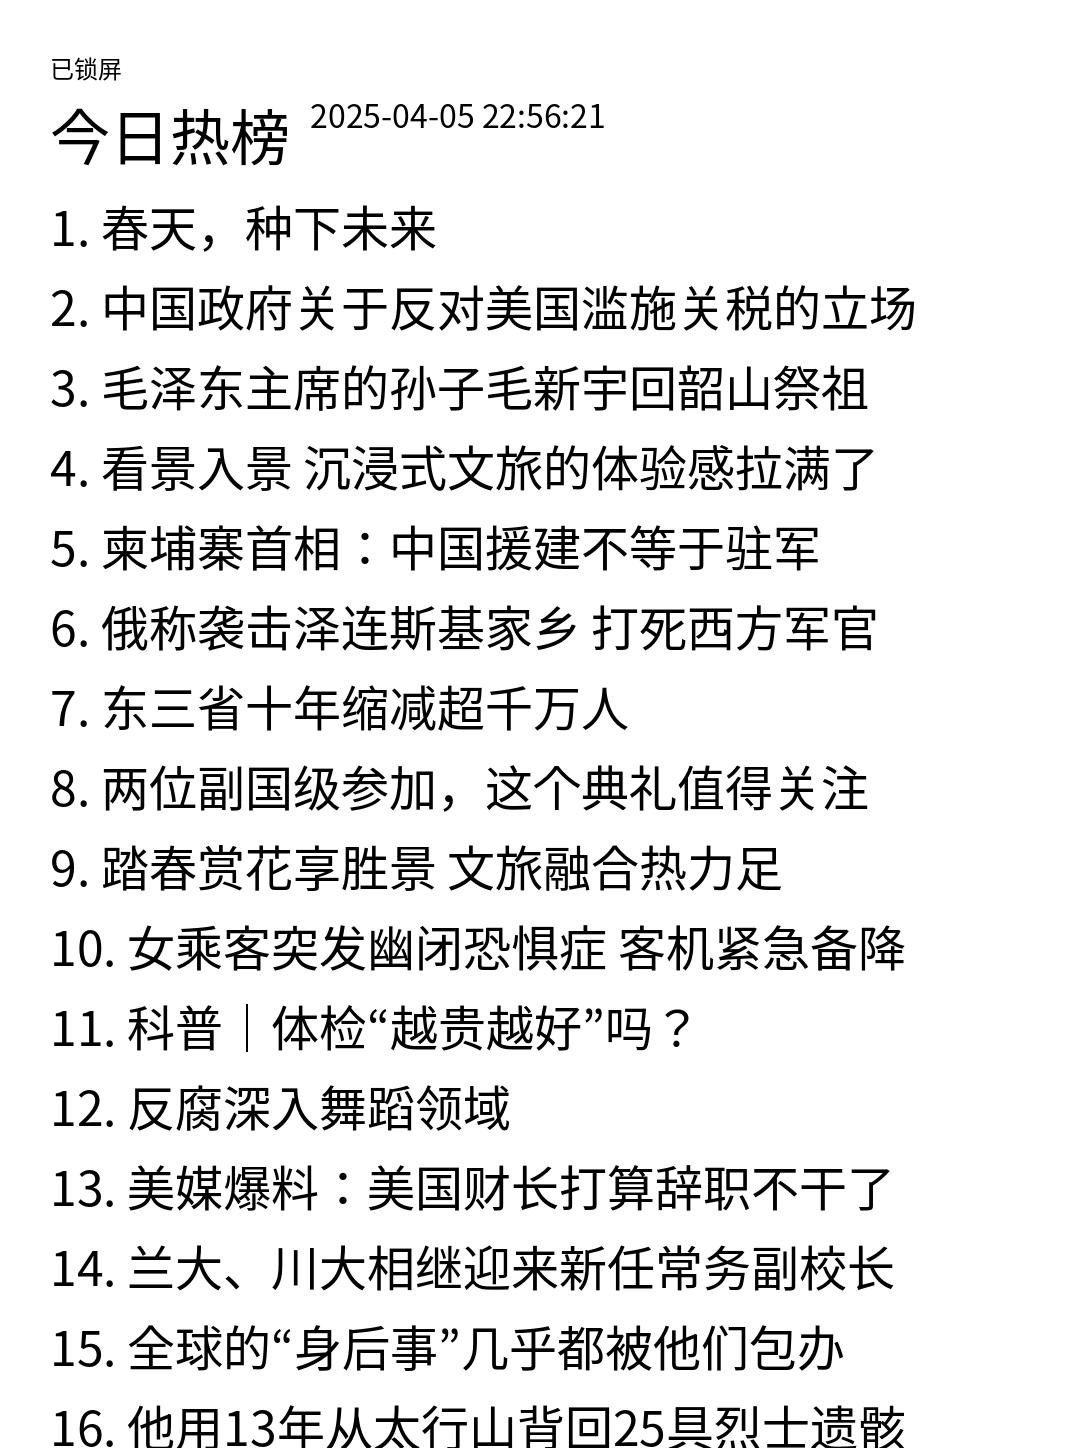 已锁屏
今日热榜 2025-04-05 22:56:21
1. 春天，种下未来
2. 中国政府关于反对美国滥施关税的立场
3. 毛泽东主席的孙子毛新宇回韶山祭祖
4. 看景入景 沉浸式文旅的体验感拉满了
5. 柬埔寨首相：中国援建不等于驻军
6. 俄称袭击泽连斯基家乡 打死西方军官
7. 东三省十年缩减超千万人
8. 两位副国级参加，这个典礼值得关注
9. 踏春赏花享胜景 文旅融合热力足
10. 女乘客突发幽闭恐惧症 客机紧急备降
11. 科普｜体检“越贵越好”吗？
12. 反腐深入舞蹈领域
13. 美媒爆料：美国财长打算辞职不干了
14. 兰大、川大相继迎来新任常务副校长
15. 全球的“身后事”几乎都被他们包办
16. 他用13年从太行山背回25具烈士遗骸